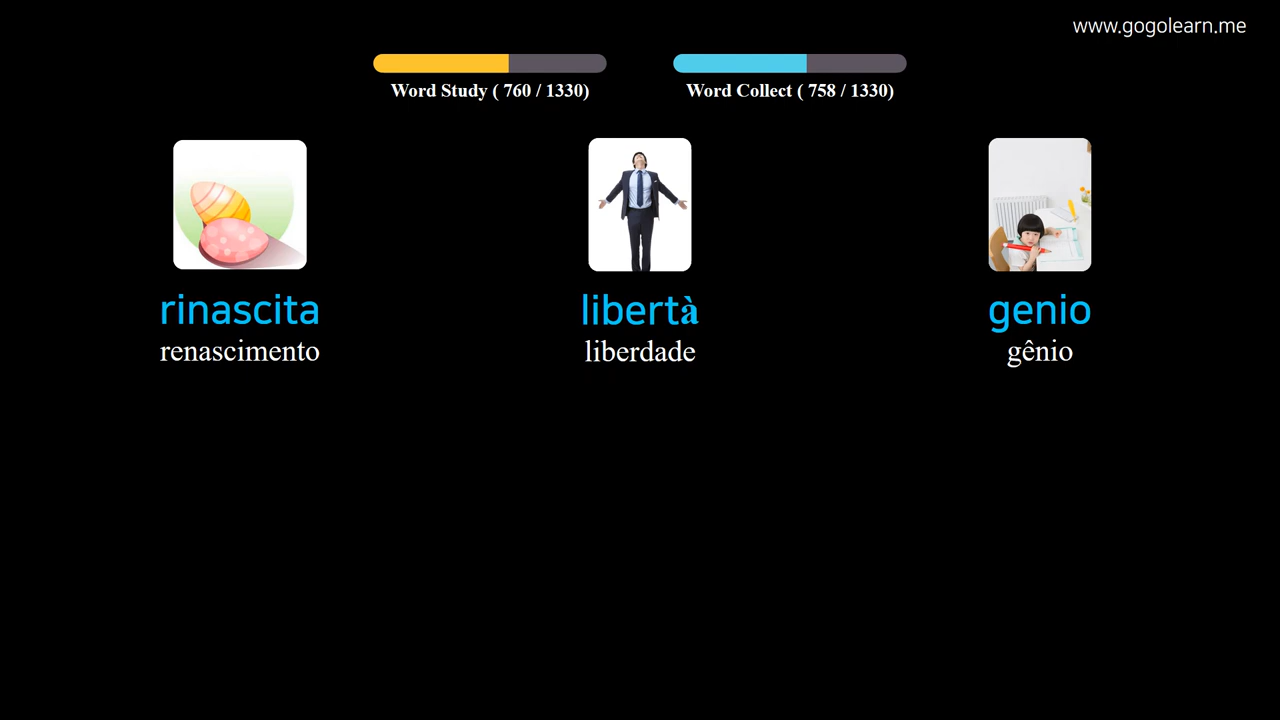 www.gogolearn.me
Word Study ( 760 / 1330)
Word Collect ( 758 / 1330)
rinascita
libertà
genio
renascimento
liberdade
gênio